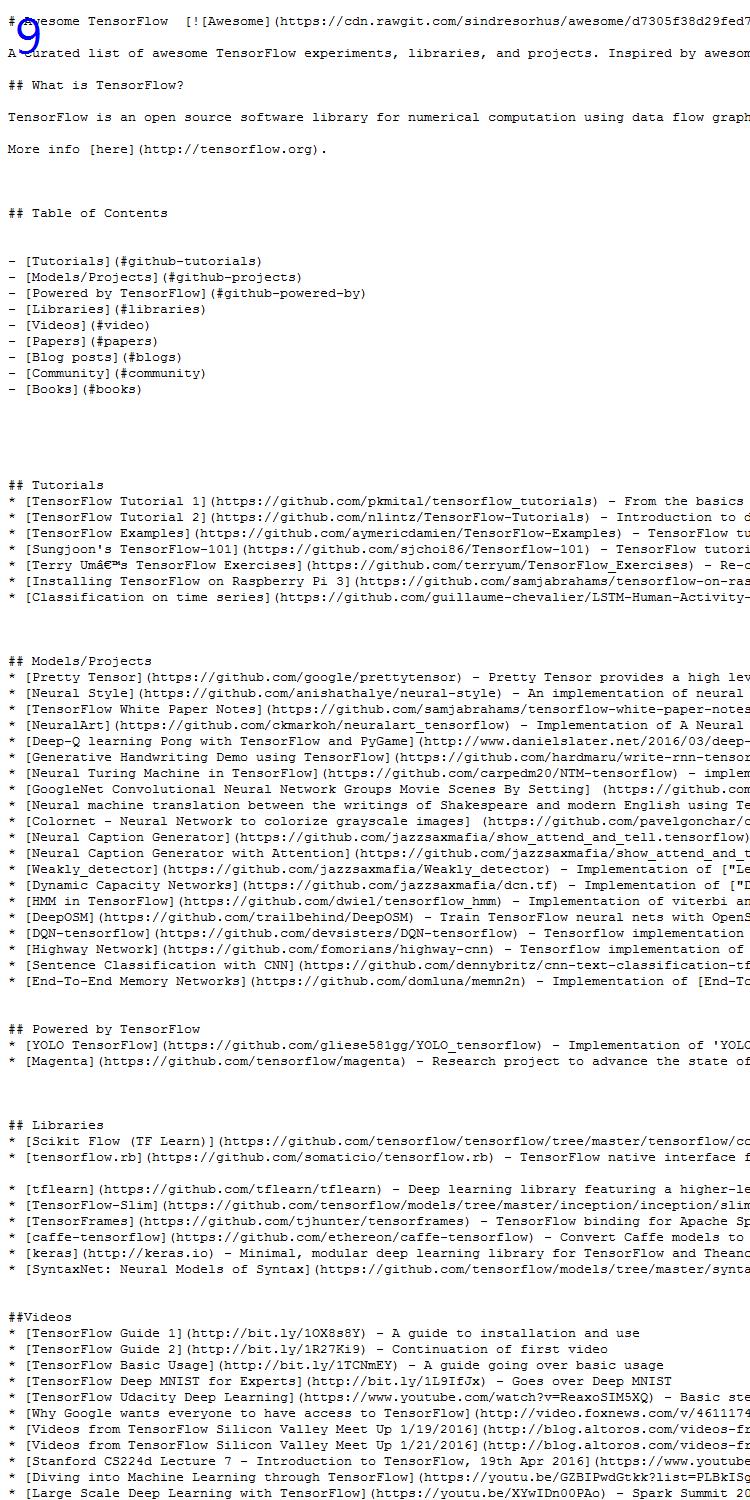 9
# Awesome TensorFlow  [![Awesome](https://cdn.rawgit.com/sindresorhus/awesome/d7305f38d29fed7
A curated list of awesome TensorFlow experiments, libraries, and projects. Inspired by awesom
## What is TensorFlow?
TensorFlow is an open source software library for numerical computation using data flow graph
More info [here](http://tensorflow.org).
## Table of Contents
- [Tutorials](#github-tutorials)
- [Models/Projects](#github-projects)
- [Powered by TensorFlow](#github-powered-by)
- [Libraries](#libraries)
- [Videos](#video)
- [Papers](#papers)
- [Blog posts](#blogs)
- [Community](#community)
- [Books](#books)
## Tutorials
* [TensorFlow Tutorial 1](https://github.com/pkmital/tensorflow_tutorials) - From the basics
* [TensorFlow Tutorial 2](https://github.com/nlintz/TensorFlow-Tutorials) - Introduction to d
* [TensorFlow Examples](https://github.com/aymericdamien/TensorFlow-Examples) - TensorFlow tu
* [Sungjoon's TensorFlow-101](https://github.com/sjchoi86/Tensorflow-101) - TensorFlow tutori
* [Terry Umâ€™s TensorFlow Exercises](https://github.com/terryum/TensorFlow_Exercises) - Re-c
* [Installing TensorFlow on Raspberry Pi 3](https://github.com/samjabrahams/tensorflow-on-ras
* [Classification on time series](https://github.com/guillaume-chevalier/LSTM-Human-Activity-
## Models/Projects
* [Pretty Tensor](https://github.com/google/prettytensor) - Pretty Tensor provides a high lev
* [Neural Style](https://github.com/anishathalye/neural-style) - An implementation of neural
* [TensorFlow White Paper Notes](https://github.com/samjabrahams/tensorflow-white-paper-notes
* [NeuralArt](https://github.com/ckmarkoh/neuralart_tensorflow) - Implementation of A Neural
* [Deep-Q learning Pong with TensorFlow and PyGame](http://www.danielslater.net/2016/03/deep-
* [Generative Handwriting Demo using TensorFlow](https://github.com/hardmaru/write-rnn-tensor
* [Neural Turing Machine in TensorFlow](https://github.com/carpedm20/NTM-tensorflow) - implem
* [GoogleNet Convolutional Neural Network Groups Movie Scenes By Setting] (https://github.com
* [Neural machine translation between the writings of Shakespeare and modern English using Te
* [Colornet - Neural Network to colorize grayscale images] (https://github.com/pavelgonchar/c
* [Neural Caption Generator](https://github.com/jazzsaxmafia/show_attend_and_tell.tensorflow)
* [Neural Caption Generator with Attention](https://github.com/jazzsaxmafia/show_attend_and_t
* [Weakly_detector](https://github.com/jazzsaxmafia/Weakly_detector) - Implementation of ["Le
* [Dynamic Capacity Networks](https://github.com/jazzsaxmafia/dcn.tf) - Implementation of ["D
* [HMM in TensorFlow](https://github.com/dwiel/tensorflow_hmm) - Implementation of viterbi an
* [DeepOSM](https://github.com/trailbehind/DeepOSM) - Train TensorFlow neural nets with OpenS
* [DQN-tensorflow](https://github.com/devsisters/DQN-tensorflow) - Tensorflow implementation
* [Highway Network](https://github.com/fomorians/highway-cnn) - Tensorflow implementation of
* [Sentence Classification with CNN](https://github.com/dennybritz/cnn-text-classification-tf
* [End-To-End Memory Networks](https://github.com/domluna/memn2n) - Implementation of [End-To
## Powered by TensorFlow
* [YOLO TensorFlow](https://github.com/gliese581gg/YOLO_tensorflow) - Implementation of 'YOLO
* [Magenta](https://github.com/tensorflow/magenta) - Research project to advance the state of
## Libraries
* [Scikit Flow (TF Learn)](https://github.com/tensorflow/tensorflow/tree/master/tensorflow/co
* [tensorflow.rb](https://github.com/somaticio/tensorflow.rb) - TensorFlow native interface f
* [tflearn](https://github.com/tflearn/tflearn) - Deep learning library featuring a higher-le
* [TensorFlow-Slim](https://github.com/tensorflow/models/tree/master/inception/inception/slim
* [TensorFrames](https://github.com/tjhunter/tensorframes) - TensorFlow binding for Apache Sp
* [caffe-tensorflow](https://github.com/ethereon/caffe-tensorflow) - Convert Caffe models to
* [keras](http://keras.io) - Minimal, modular deep learning library for TensorFlow and Theano
* [SyntaxNet: Neural Models of Syntax](https://github.com/tensorflow/models/tree/master/synta
##Videos
* [TensorFlow Guide 1](http://bit.ly/1OX8s8Y) - A guide to installation and use
* [TensorFlow Guide 2](http://bit.ly/1R27Ki9) - Continuation of first video
* [TensorFlow Basic Usage](http://bit.ly/1TCNmEY) - A guide going over basic usage
* [TensorFlow Deep MNIST for Experts](http://bit.ly/1L9IfJx) - Goes over Deep MNIST
* [TensorFlow Udacity Deep Learning](https://www.youtube.com/watch?v=ReaxoSIM5XQ) - Basic ste
* [Why Google wants everyone to have access to TensorFlow](http://video.foxnews.com/v/4611174
* [Videos from TensorFlow Silicon Valley Meet Up 1/19/2016](http://blog.altoros.com/videos-fr
* [Videos from TensorFlow Silicon Valley Meet Up 1/21/2016](http://blog.altoros.com/videos-fr
* [Stanford CS224d Lecture 7 - Introduction to TensorFlow, 19th Apr 2016](https://www.youtube
* [Diving into Machine Learning through TensorFlow](https://youtu.be/GZBIPwdGtkk?list=PLBkISg
* [Large Scale Deep Learning with TensorFlow](https://youtu.be/XYwIDn00PAo) - Spark Summit 20